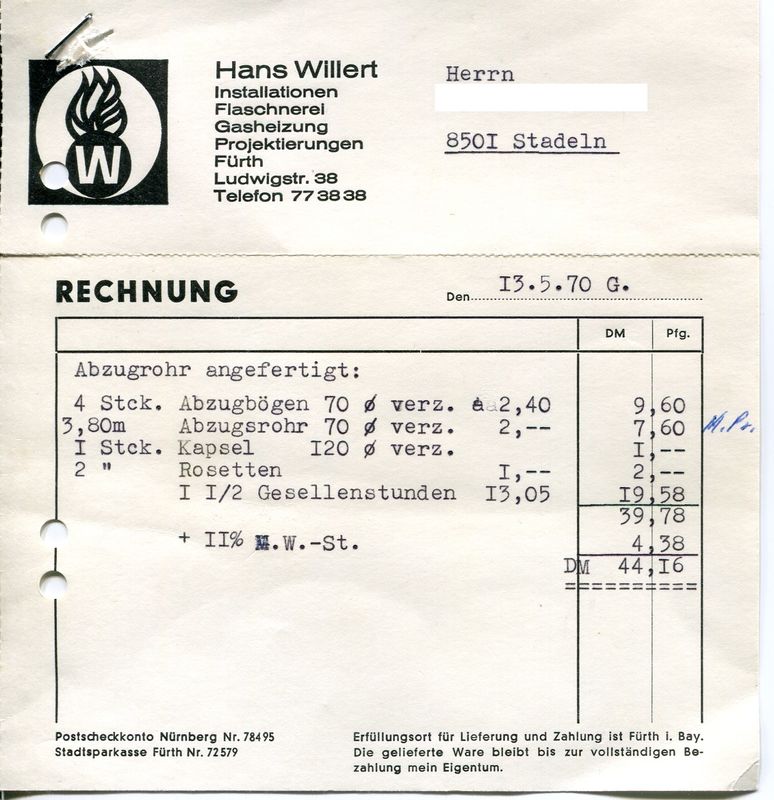 W
Hans Willert
Installationen
Flaschnerei
Gasheizung
Projektierungen
Fürth
Ludwigstr. 38
Telefon 77 38 38
Herrn
850I Stadeln
RECHNUNG
Den I3.5.70 G.
DM Pfg.
Abzugrohr angefertigt:
4 Stck. Abzugbögen 70 ø verz. a 2,40 9,60
3,80m Abzugsrohr 70 ø verz. 2,-- 7,60
I Stck. Kapsel I20 ø verz. I,--
2 " Rosetten I,-- 2,--
I I/2 Gesellenstunden I3,05 I9,58
39,78
+ II% M.W.-St. 4,38
DM 44,I6
Postscheckkonto Nürnberg Nr. 78495
Stadtsparkasse Fürth Nr. 72579
Erfüllungsort für Lieferung und Zahlung ist Fürth i. Bay.
Die gelieferte Ware bleibt bis zur vollständigen Be-
zahlung mein Eigentum.